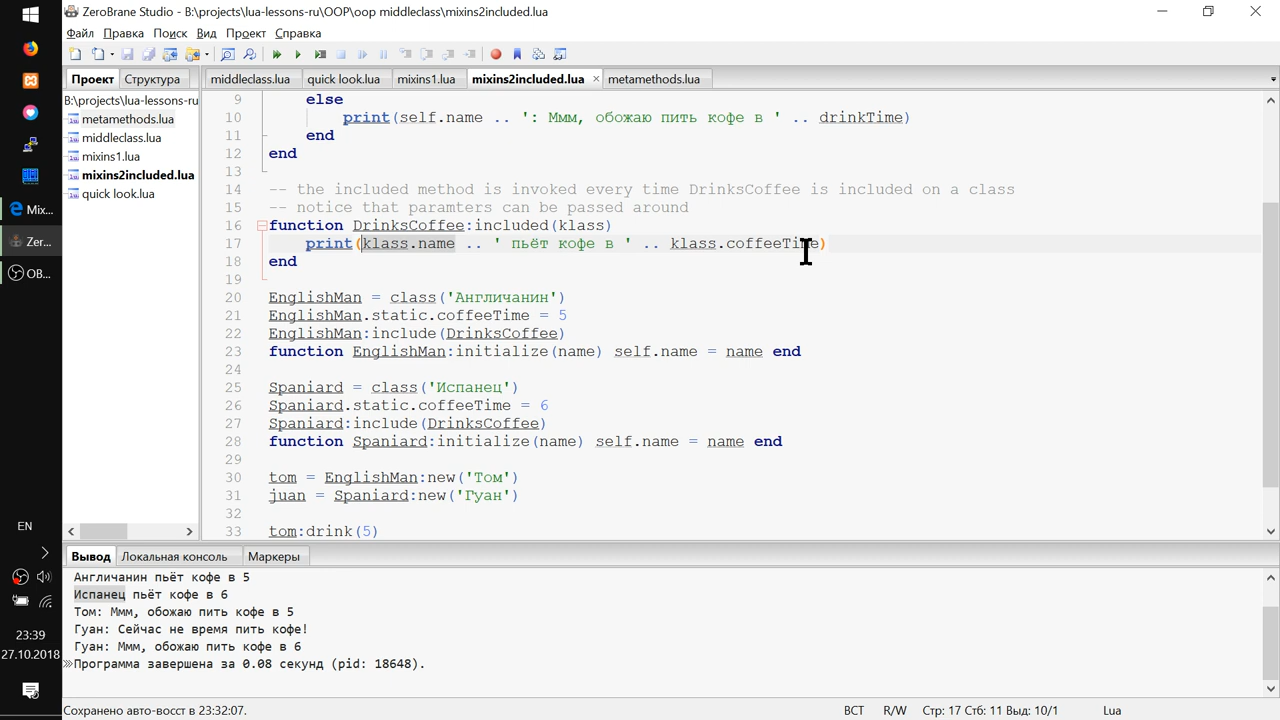 ZeroBrane Studio - B:\projects\lua-lessons-ru\OOP\oop middleclass\mixins2included.lua
Файл Правка Поиск Вид Проект Справка
Проект Структура
middleclass.lua quick look.lua mixins1.lua mixins2included.lua metamethods.lua
B:\projects\lua-lessons-ru
metamethods.lua
middleclass.lua
mixins1.lua
mixins2included.lua
quick look.lua
9 else
10 print(self.name .. ': Ммм, обожаю пить кофе в ' .. drinkTime)
11 end
12 end
13
14 -- the included method is invoked every time DrinksCoffee is included on a class
15 -- notice that paramters can be passed around
16 function DrinksCoffee:included(klass)
17 print(klass.name .. ' пьёт кофе в ' .. klass.coffeeTime)
18 end
19
20 EnglishMan = class('Англичанин')
21 EnglishMan.static.coffeeTime = 5
22 EnglishMan:include(DrinksCoffee)
23 function EnglishMan:initialize(name) self.name = name end
24
25 Spaniard = class('Испанец')
26 Spaniard.static.coffeeTime = 6
27 Spaniard:include(DrinksCoffee)
28 function Spaniard:initialize(name) self.name = name end
29
30 tom = EnglishMan:new('Том')
31 juan = Spaniard:new('Гуан')
32
33 tom:drink(5)
Вывод Локальная консоль Маркеры
Англичанин пьёт кофе в 5
Испанец пьёт кофе в 6
Том: Ммм, обожаю пить кофе в 5
Гуан: Сейчас не время пить кофе!
Гуан: Ммм, обожаю пить кофе в 6
Программа завершена за 0.08 секунд (pid: 18648).
Сохранено авто-восст в 23:32:07.
ВСТ R/W Стр: 17 Стб: 11 Выд: 10/1 Lua
Mix...
Zer...
OB...
EN
23:39
27.10.2018